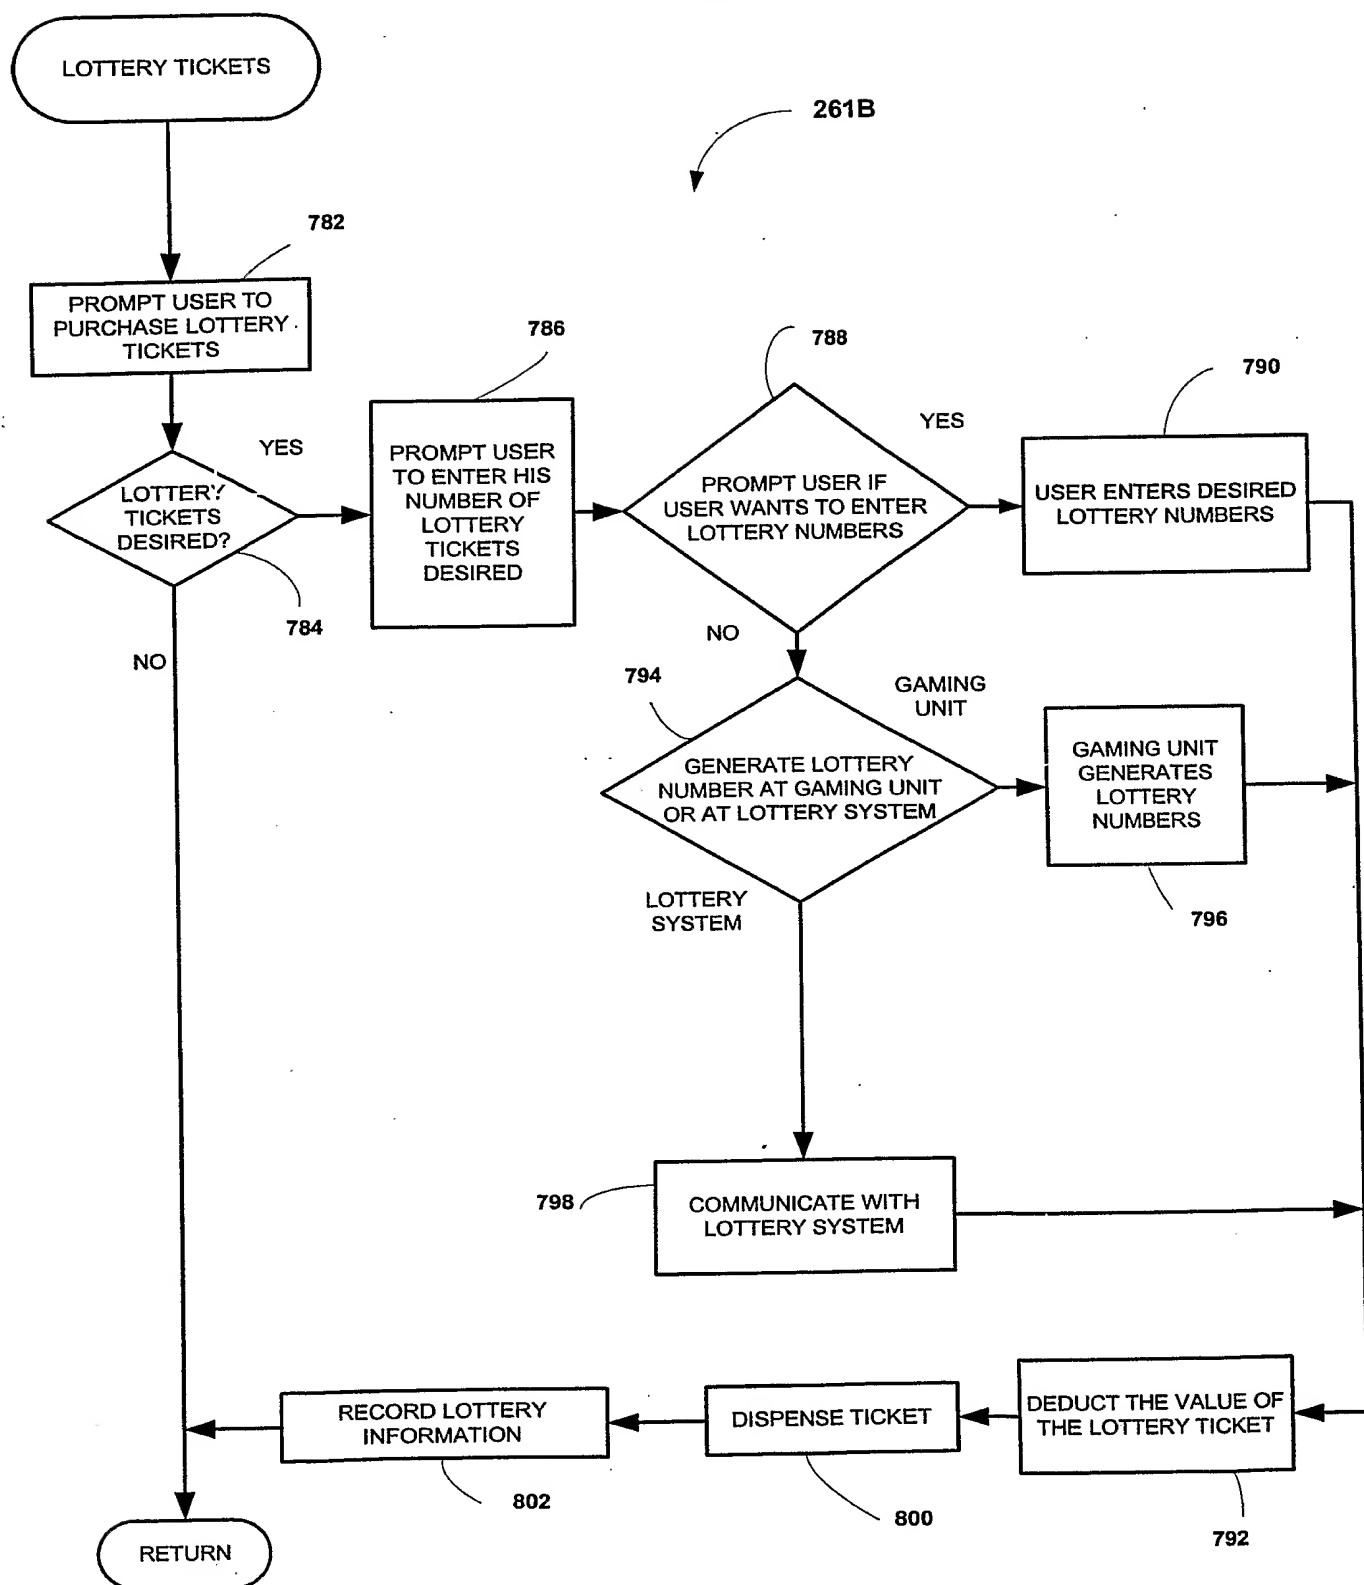 LOTTERY TICKETS
261B
782
PROMPT USER TO
PURCHASE LOTTERY
TICKETS
786
788
790
YES
YES
LOTTERY
TICKETS
DESIRED?
784
NO
PROMPT USER
TO ENTER HIS
NUMBER OF
LOTTERY
TICKETS
DESIRED
PROMPT USER IF
USER WANTS TO ENTER
LOTTERY NUMBERS
USER ENTERS DESIRED
LOTTERY NUMBERS
NO
794
GAMING
UNIT
GENERATE LOTTERY
NUMBER AT GAMING UNIT
OR AT LOTTERY SYSTEM
GAMING UNIT
GENERATES
LOTTERY
NUMBERS
796
LOTTERY
SYSTEM
798
COMMUNICATE WITH
LOTTERY SYSTEM
DEDUCT THE VALUE OF
THE LOTTERY TICKET
792
DISPENSE TICKET
800
RECORD LOTTERY
INFORMATION
802
RETURN